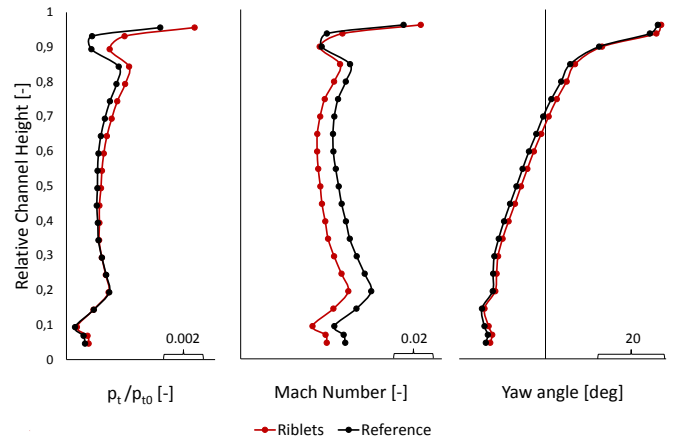 1
0,9
0,8
0,7
0,6
0,5
0,4
0,3
0,2
0,1
0
Relative Channel Height [-]
0.002
0.02
20
pt /pt0 [-]
Mach Number [-]
Yaw angle [deg]
Riblets
Reference